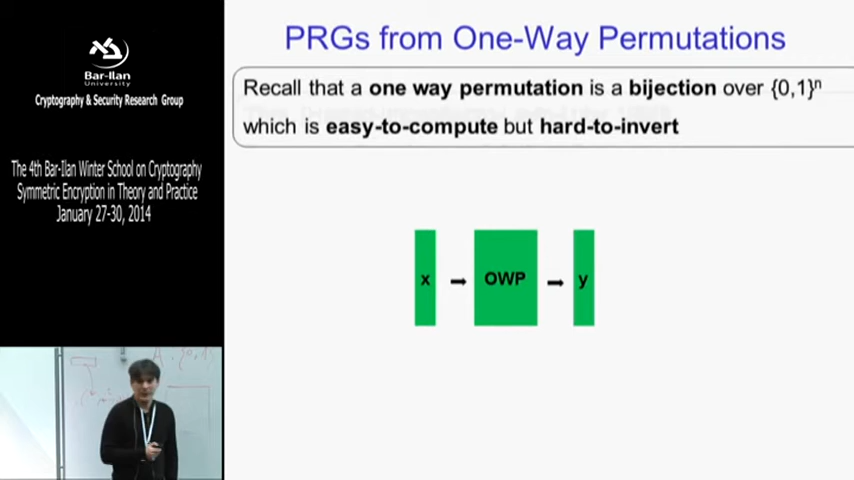 Bar-Ilan
University
Cryptography & Security Research Group
The 4th Bar-Ilan Winter School on Cryptography
Symmetric Encryption in Theory and Practice
January 27-30, 2014
PRGs from One-Way Permutations
Recall that a one way permutation is a bijection over {0,1}ⁿ
which is easy-to-compute but hard-to-invert
x → OWP → y